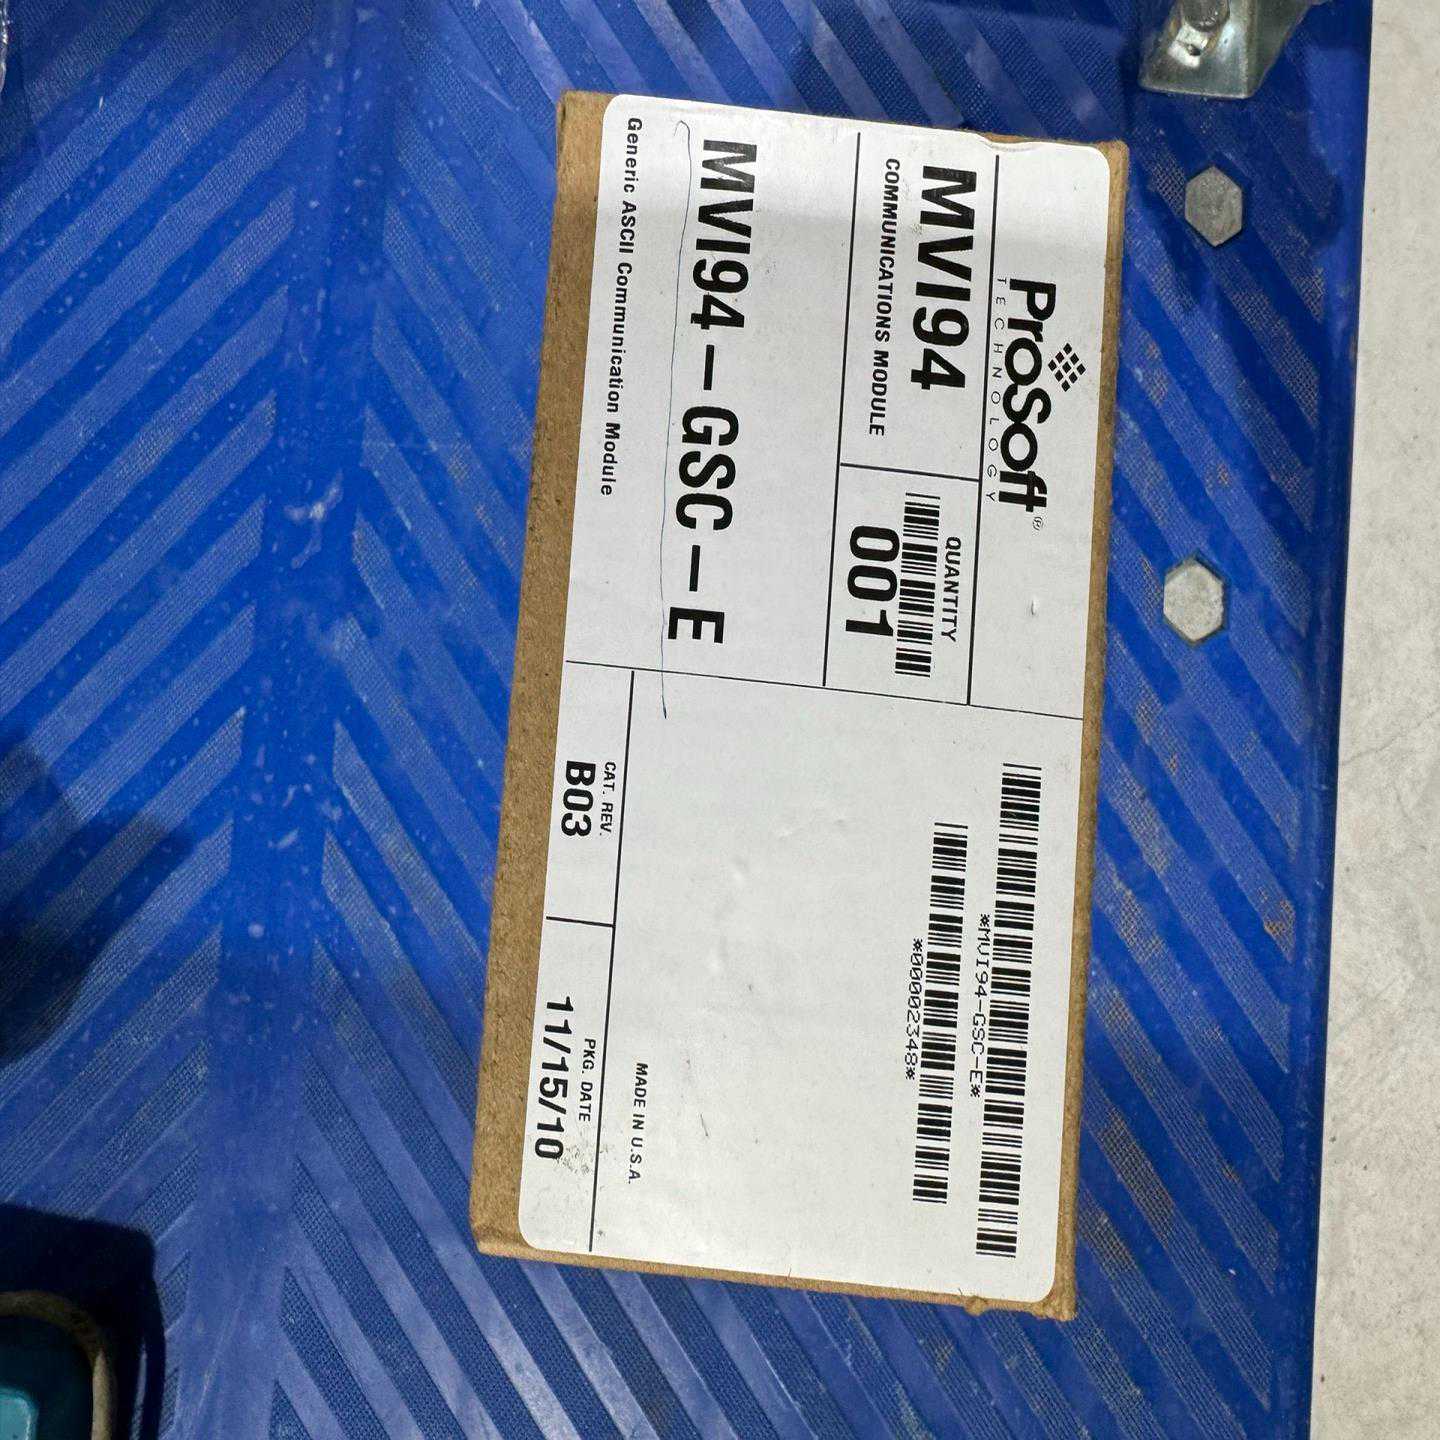 ProSoft®
TECHNOLOGY
MVI94
COMMUNICATIONS MODULE
QUANTITY
001
MVI94-GSC-E
Generic ASCII Communication Module
*MVI94-GSC-E*
*000002348*
MADE IN U.S.A.
CAT. REV.
B03
PKG. DATE
11/15/10